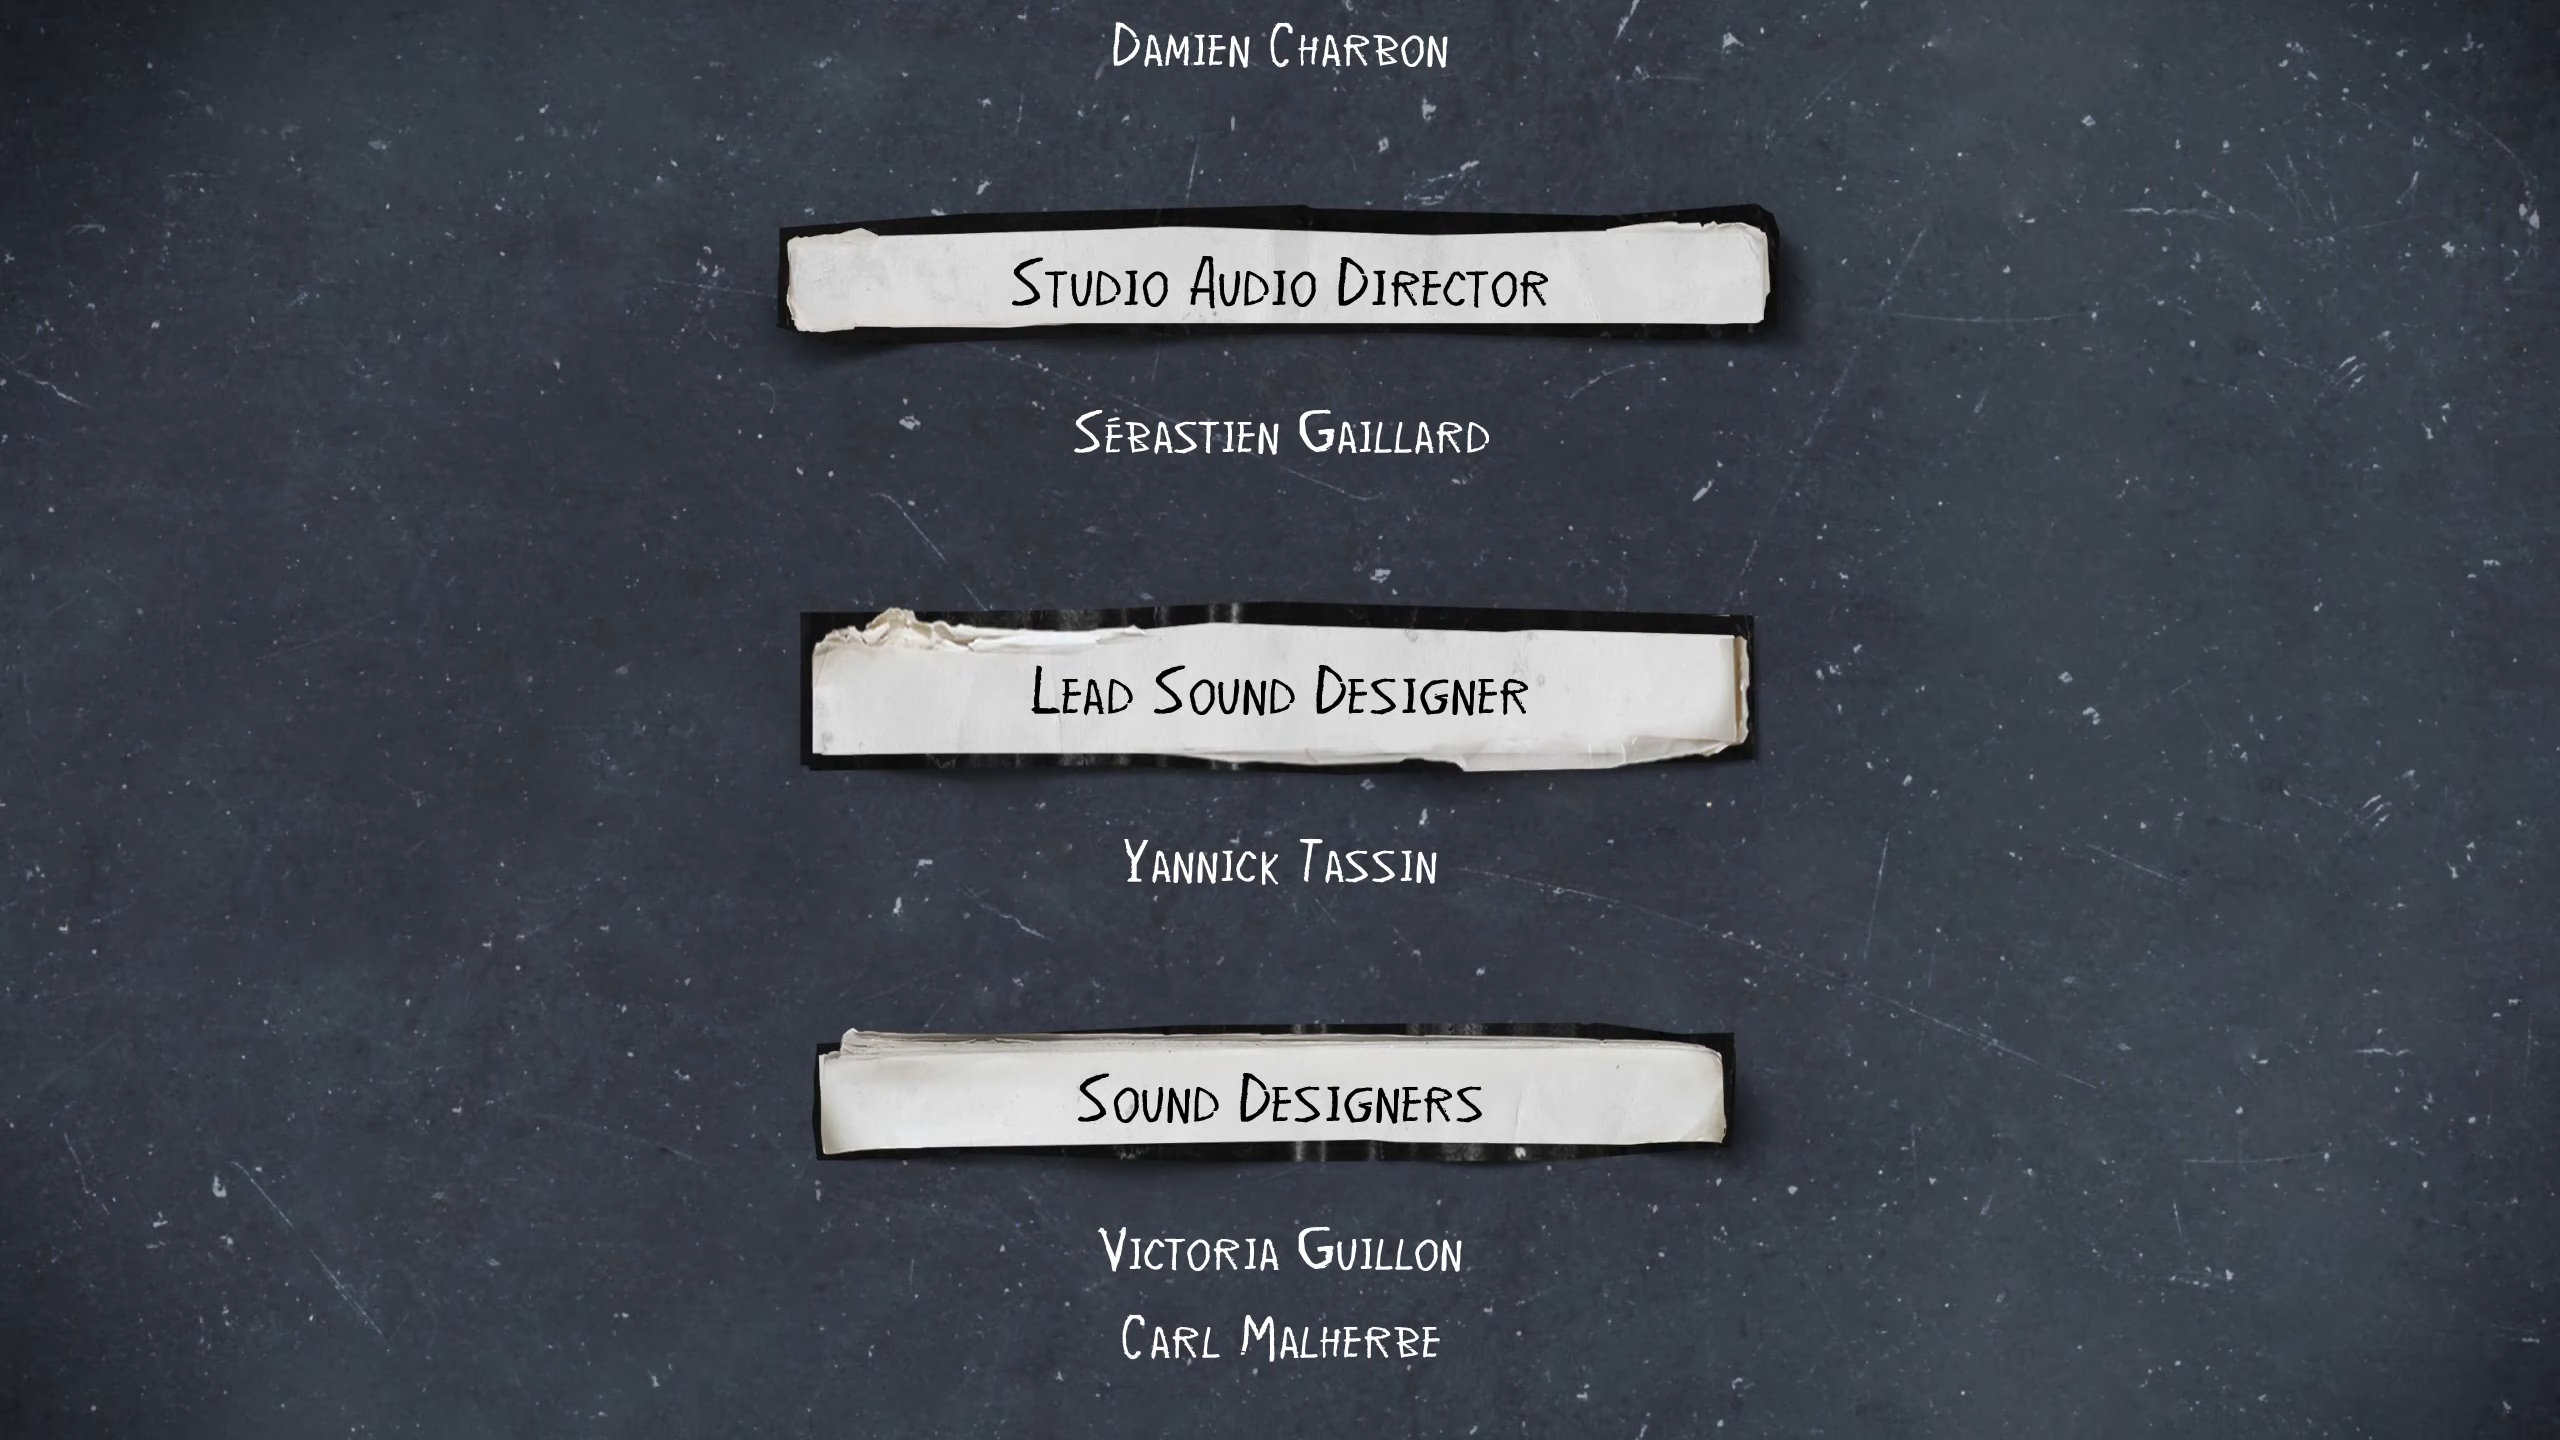 Damien Charbon
Studio Audio Director
Sébastien Gaillard
Lead Sound Designer
Yannick Tassin
Sound Designers
Victoria Guillon
Carl Malherbe